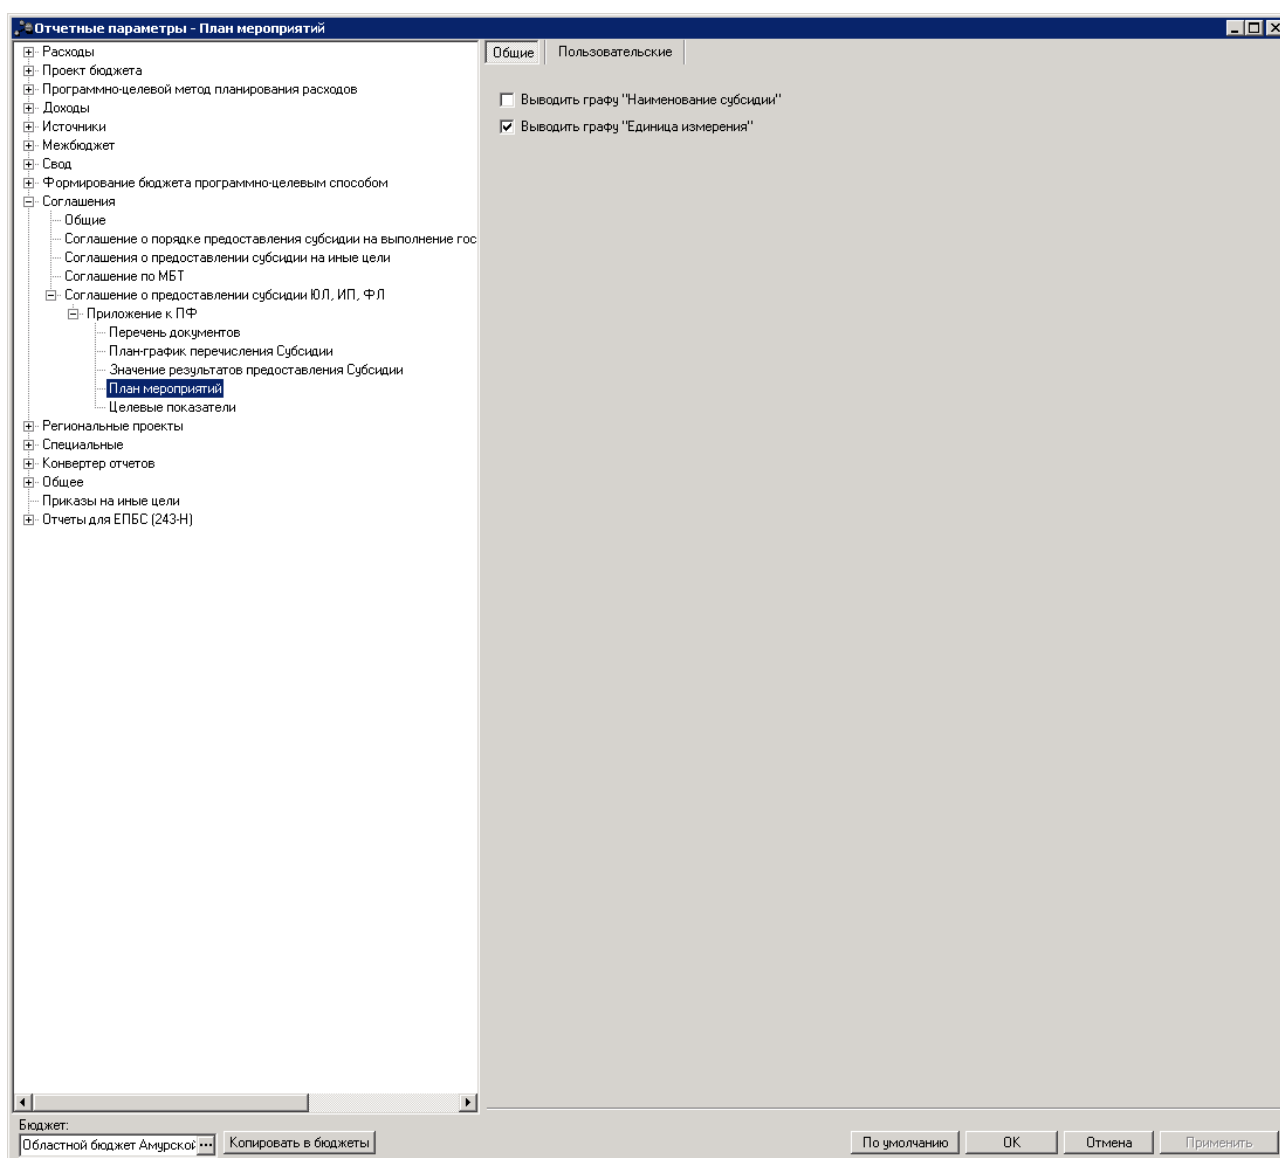 Отчетные параметры - План мероприятий
Расходы
Проект бюджета
Программно-целевой метод планирования расходов
Доходы
Источники
Межбюджет
Свод
Формирование бюджета программно-целевым способом
Соглашения
Общие
Соглашение о порядке предоставления субсидии на выполнение гос
Соглашения о предоставлении субсидии на иные цели
Соглашение по МБТ
Соглашение о предоставлении субсидии ЮЛ, ИП, ФЛ
Приложение к ПФ
Перечень документов
План-график перечисления Субсидии
Значение результатов предоставления Субсидии
План мероприятий
Целевые показатели
Региональные проекты
Специальные
Конвертер отчетов
Общее
Приказы на иные цели
Отчеты для ЕПБС (243-Н)
Общие Пользовательские
Выводить графу "Наименование субсидии"
Выводить графу "Единица измерения"
Бюджет:
Областной бюджет Амурской ... Копировать в бюджеты По умолчанию OK Отмена Применить